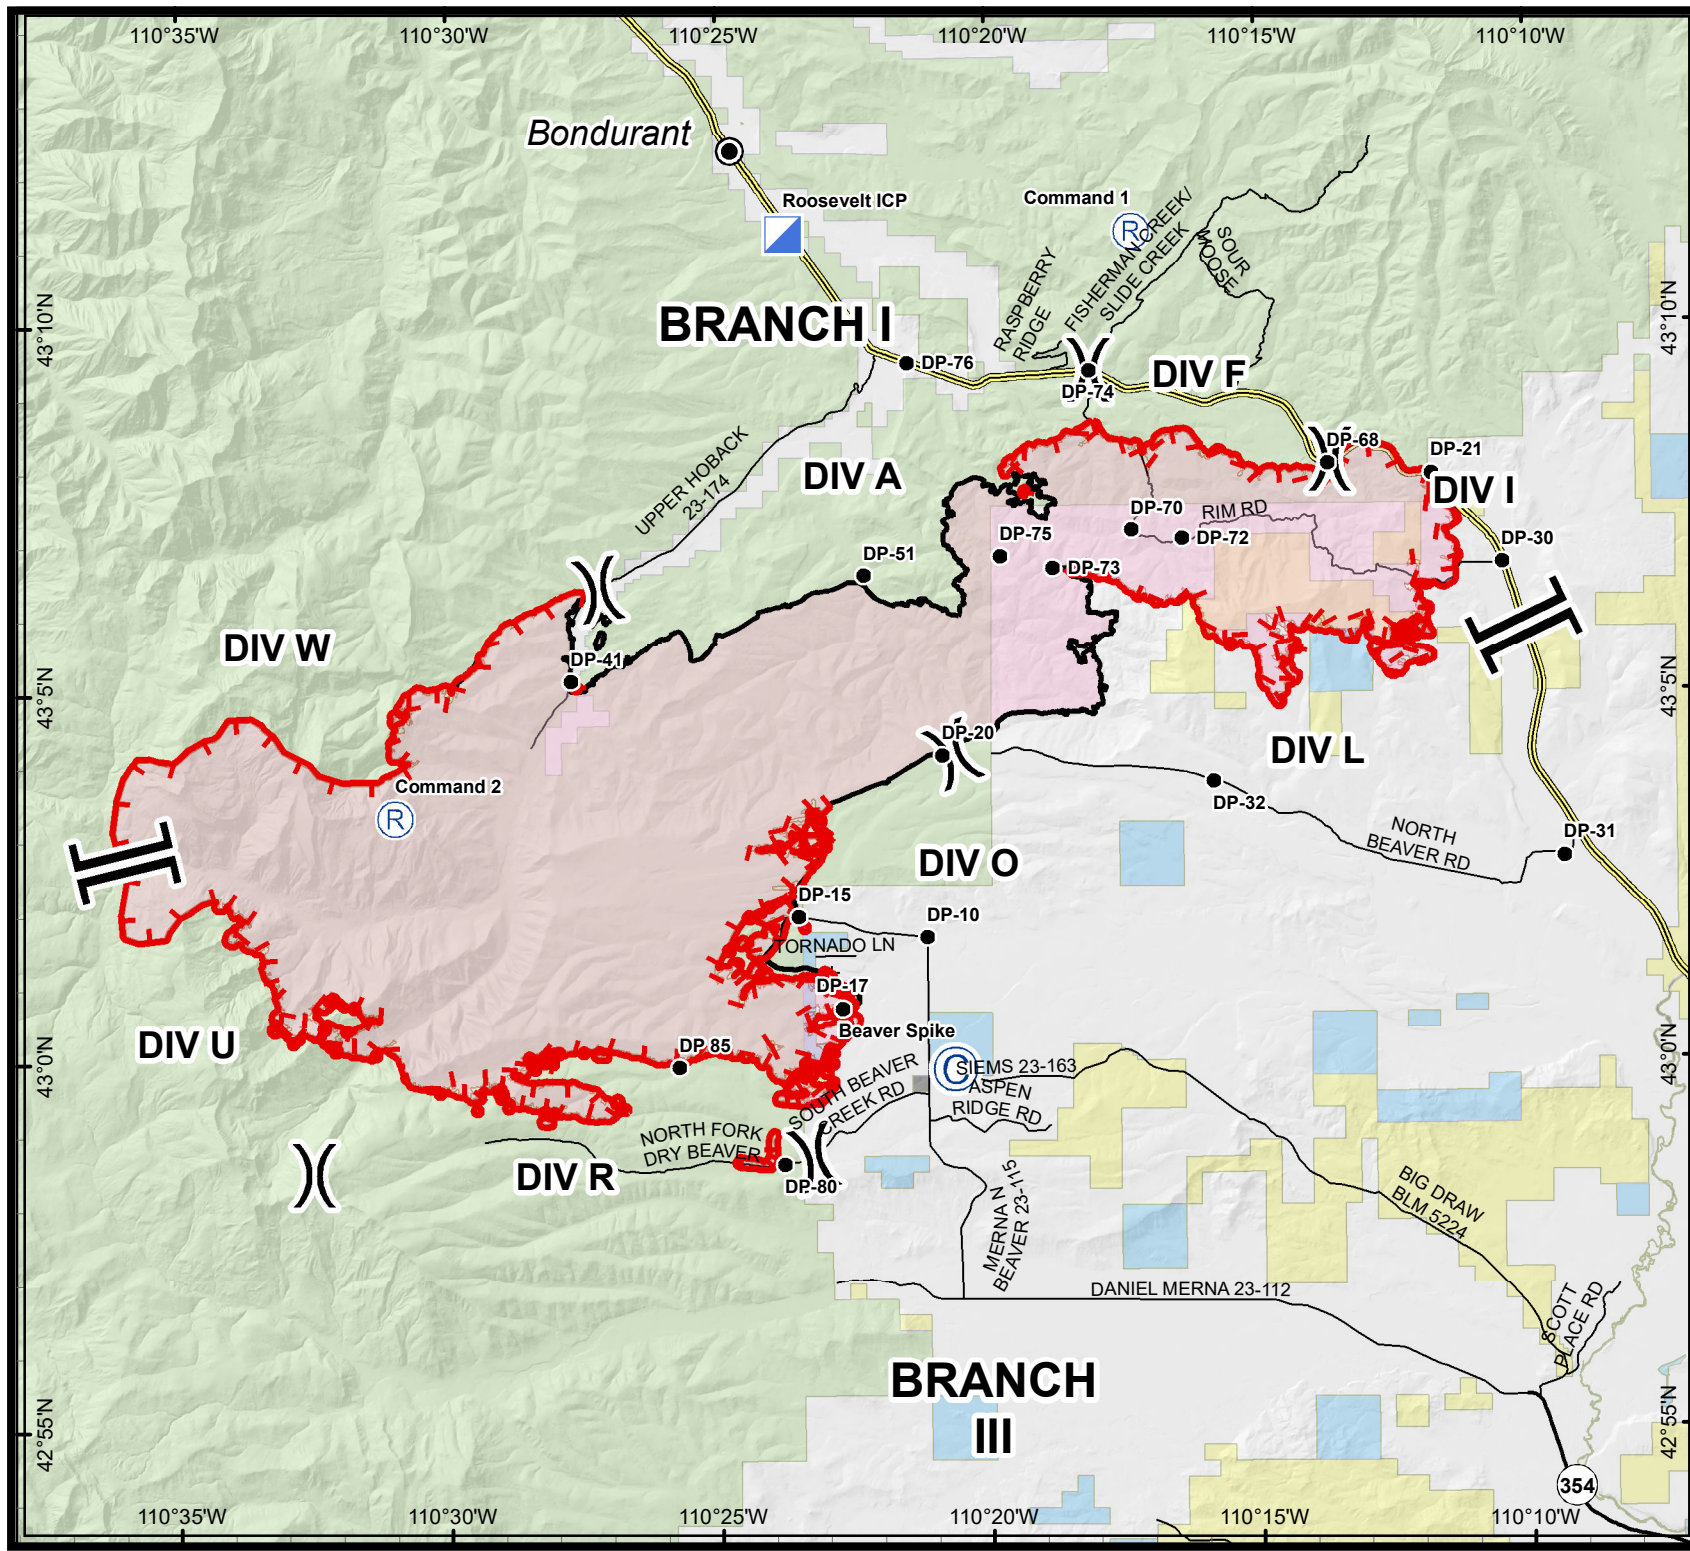 110°35'W
110°30'W
110°25'W
110°20'W
110°15'W
110°10'W
Bondurant
Roosevelt ICP
Command 1
R
FISHERMAN CREEK/
SLIDE CREEK
SOUR
MOOSE
RASPBERRY
RIDGE
43°10'N
43°10'N
BRANCH I
DP-76
DIV F
DP-74
UPPER HOBACK
23-174
DIV A
DP-68
DP-21
DIV I
DP-70
RIM RD
DP-75
DP-72
DP-30
DP-51
DP-73
DIV W
DP-41
43°5'N
43°5'N
DP-20
DIV L
Command 2
R
DP-32
NORTH
BEAVER RD
DP-31
DIV O
DP-15
DP-10
TORNADO LN
DP-17
Beaver Spike
DIV U
DP 85
43°0'N
43°0'N
C
SIEMS 23-163
ASPEN
RIDGE RD
SOUTH BEAVER
CREEK RD
NORTH FORK
DRY BEAVER
DIV R
DP-80
MERNA N
BEAVER 23-115
BIG DRAW
BLM 5224
DANIEL MERNA 23-112
SCOTT
PLACE RD
BRANCH
III
42°55'N
42°55'N
354
110°35'W
110°30'W
110°25'W
110°20'W
110°15'W
110°10'W